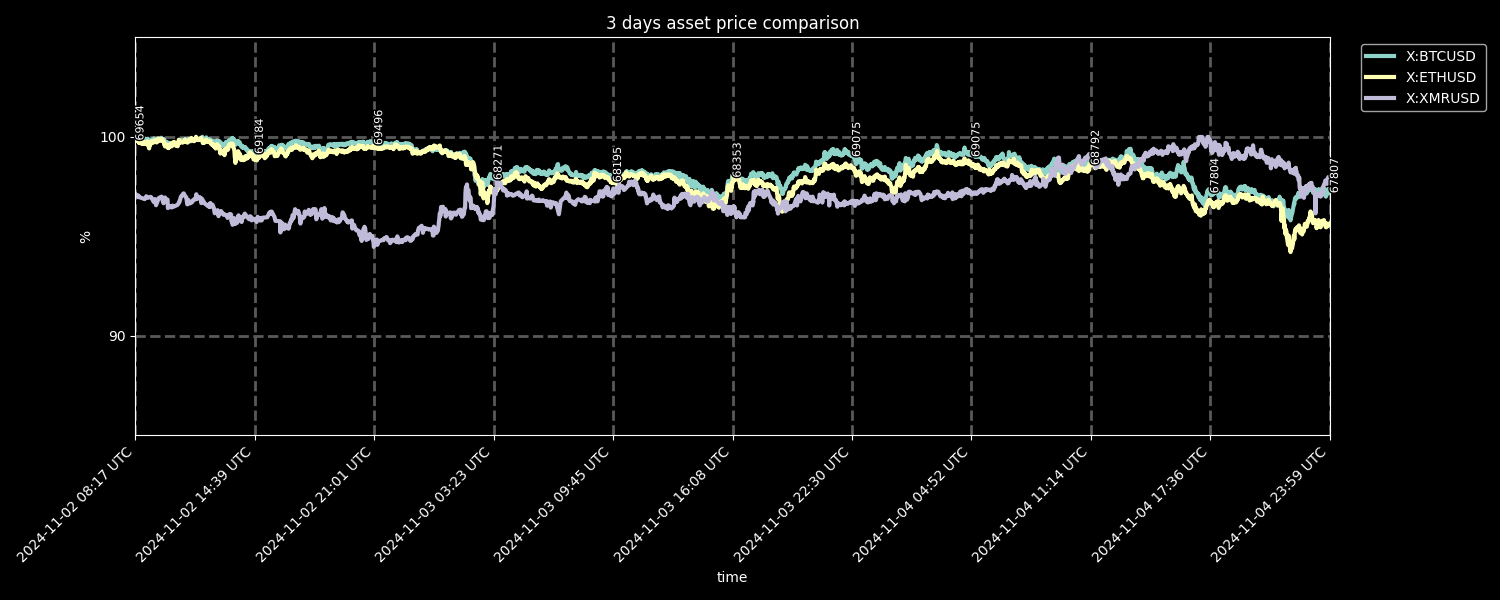 3 days asset price comparison
X:BTCUSD
X:ETHUSD
X:XMRUSD
100
90
%
69654
69184
69496
68271
68195
68353
69075
69075
68792
67804
67807
2024-11-02 08:17 UTC
2024-11-02 14:39 UTC
2024-11-02 21:01 UTC
2024-11-03 03:23 UTC
2024-11-03 09:45 UTC
2024-11-03 16:08 UTC
2024-11-03 22:30 UTC
2024-11-04 04:52 UTC
2024-11-04 11:14 UTC
2024-11-04 17:36 UTC
2024-11-04 23:59 UTC
time